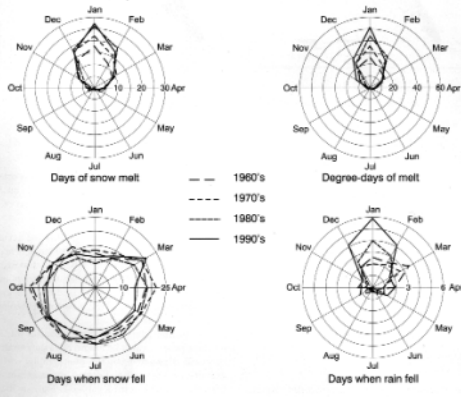 Jan
Dec
Feb
Nov
Mar
Oct
10
20
30
Apr
Sep
May
Aug
Jun
Jul
Days of snow melt
Jan
Dec
Feb
Nov
Mar
Oct
20
40
60
Apr
Sep
May
Aug
Jun
Jul
Degree-days of melt
1960's
1970's
1980's
1990's
Jan
Dec
Feb
Nov
Mar
Oct
10
25
Apr
Sep
May
Aug
Jun
Jul
Days when snow fell
Jan
Dec
Feb
Nov
Mar
Oct
3
6
Apr
Sep
May
Aug
Jun
Jul
Days when rain fell